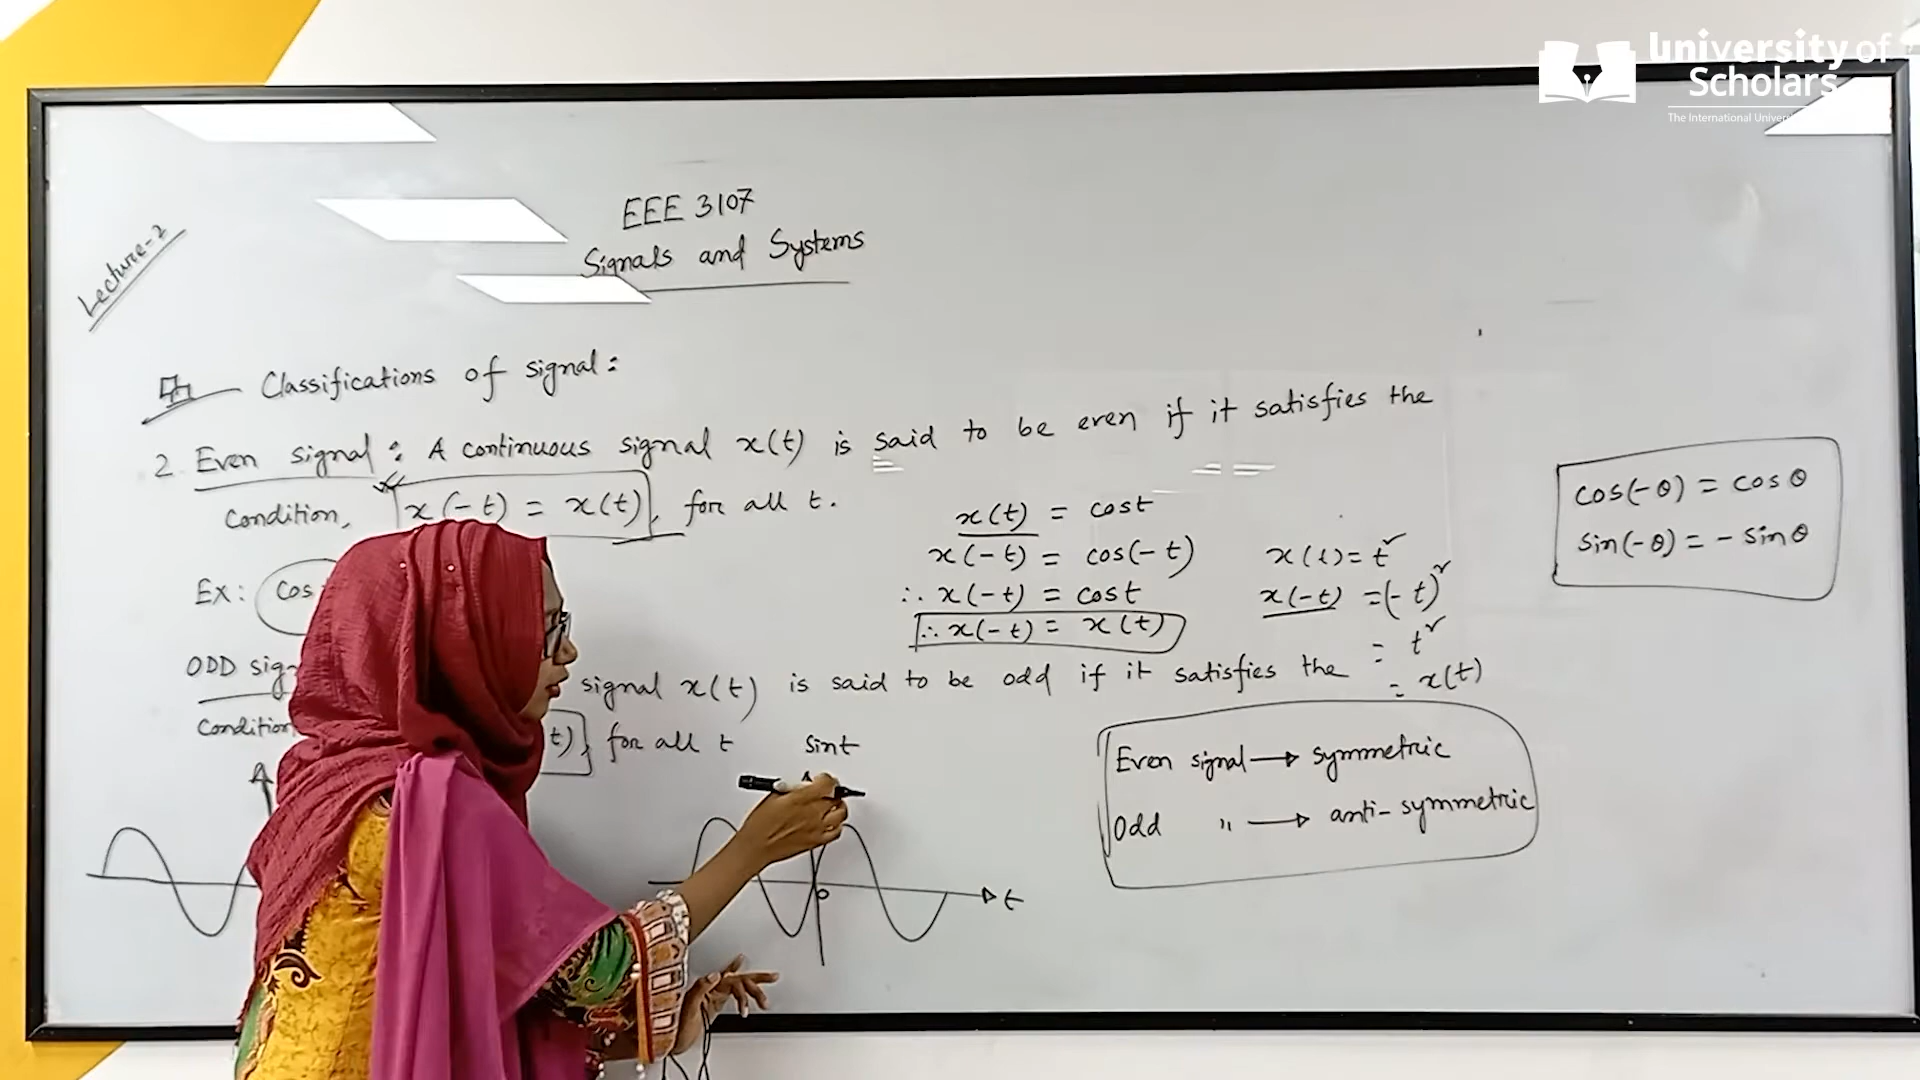 University of
Scholars
The International Univers
Lecture-2
EEE 3107
Signals and Systems
Classifications of signal:
2. Even signal: A continuous signal x(t) is said to be even if it satisfies the
Condition, x(-t) = x(t), for all t.
Ex: Cos
x(t) = cost
x(-t) = cos(-t)
∴ x(-t) = cost
∴ x(-t) = x(t)
x(t) = t²
x(-t) = (-t)²
= t²
= x(t)
cos(-θ) = cosθ
sin(-θ) = - sinθ
ODD sig
signal x(t) is said to be odd if it satisfies the
Condition
t), for all t
sint
o
t
Even signal → symmetric
Odd " → anti-symmetric